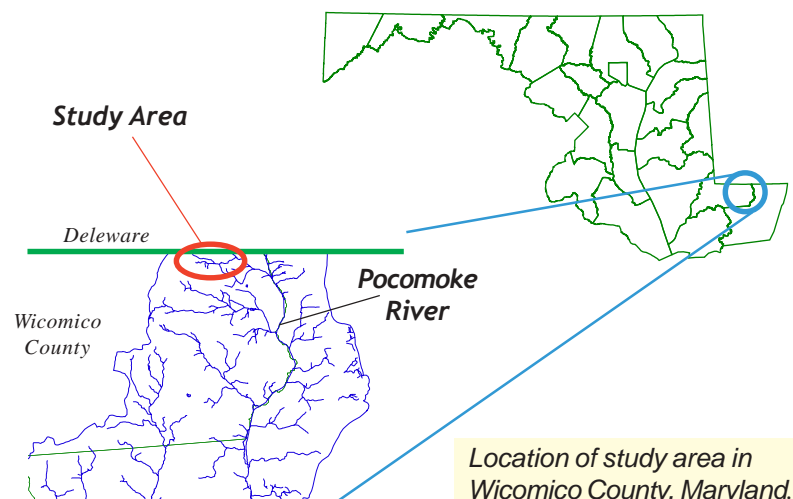 Study Area
Deleware
Pocomoke
River
Wicomico
County
Location of study area in
Wicomico County, Maryland.